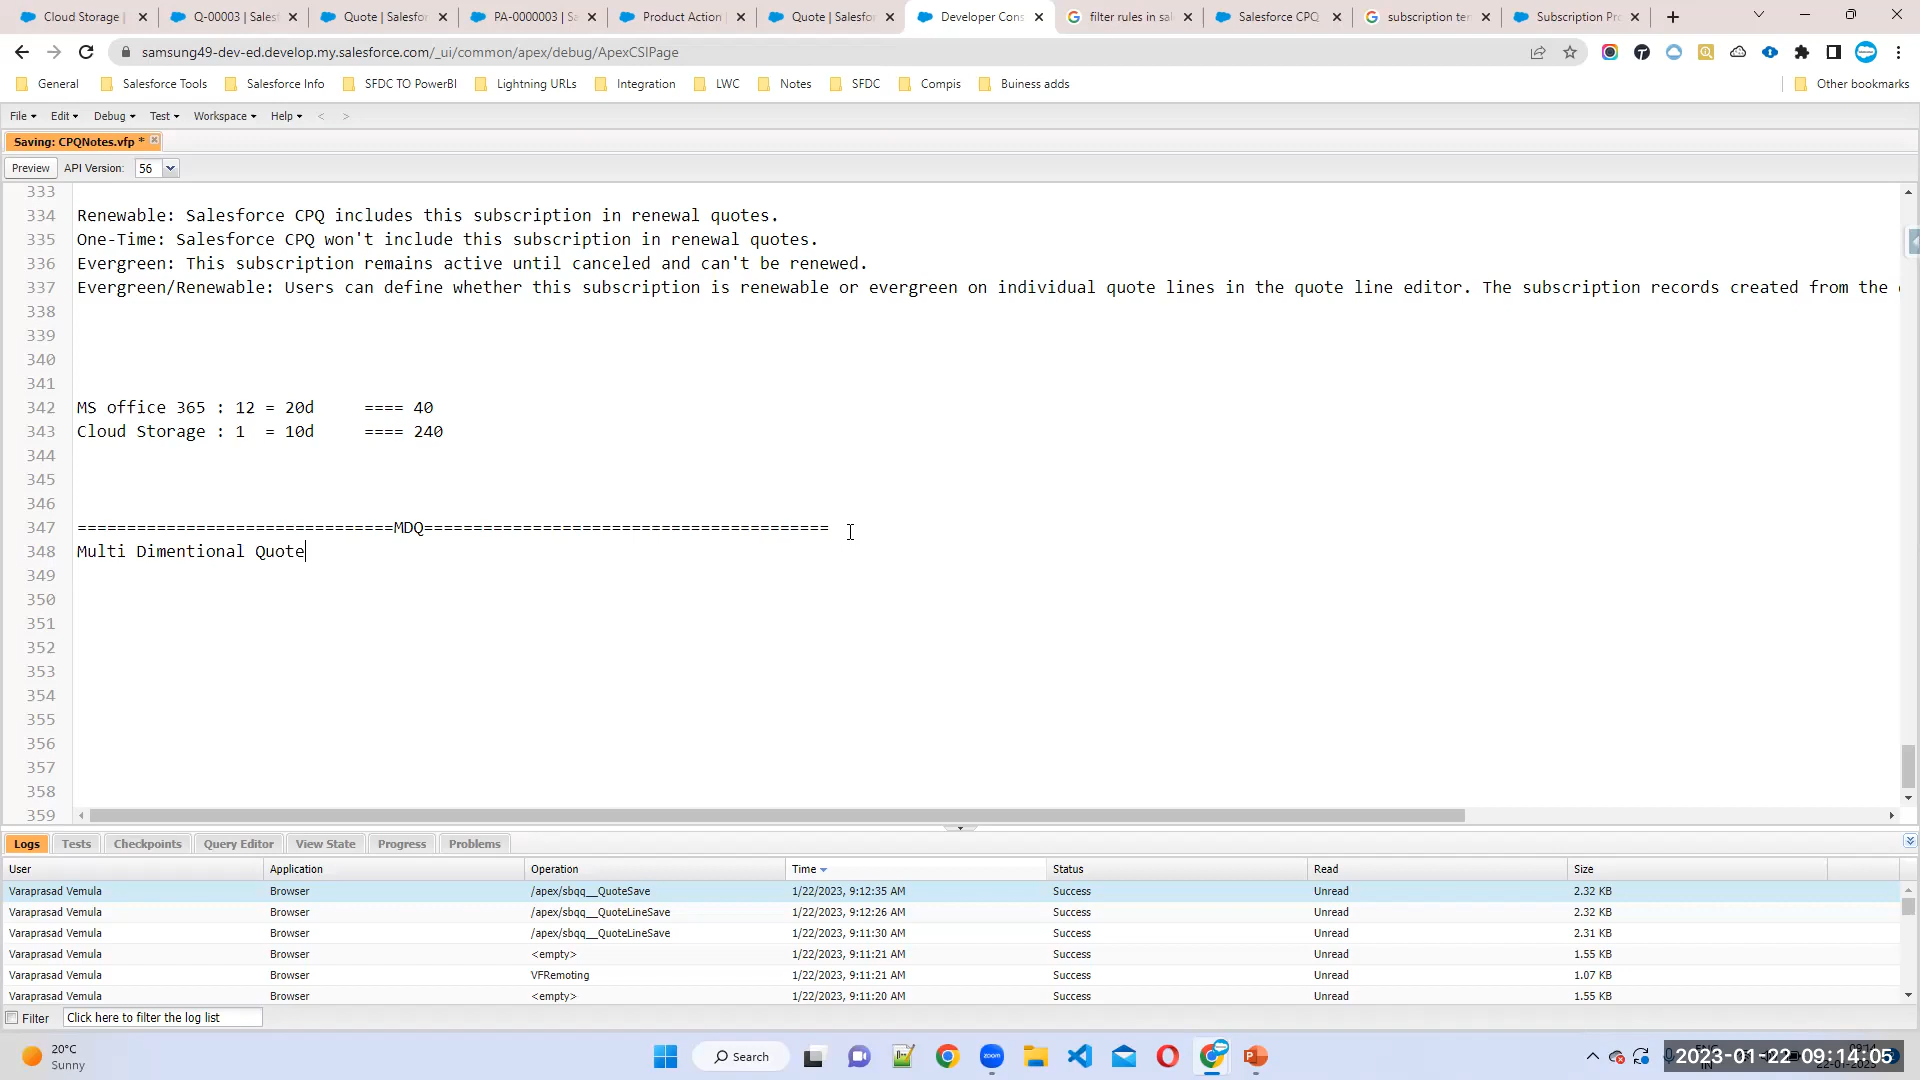 Cloud Storage |
Q-00003 | Sales
Quote | Salesfor
PA-0000003 | Sa
Product Action |
Quote | Salesfo
Developer Cons
filter rules in sal
Salesforce CPQ
subscription ter
Subscription Pr
samsung49-dev-ed.develop.my.salesforce.com/_ui/common/apex/debug/ApexCSIPage
General
Salesforce Tools
Salesforce Info
SFDC TO PowerBI
Lightning URLs
Integration
LWC
Notes
SFDC
Compis
Buiness adds
Other bookmarks
File Edit Debug Test Workspace Help < >
Saving: CPQNotes.vfp *
Preview API Version: 56
333
334 Renewable: Salesforce CPQ includes this subscription in renewal quotes.
335 One-Time: Salesforce CPQ won't include this subscription in renewal quotes.
336 Evergreen: This subscription remains active until canceled and can't be renewed.
337 Evergreen/Renewable: Users can define whether this subscription is renewable or evergreen on individual quote lines in the quote line editor. The subscription records created from the
338
339
340
341
342 MS office 365 : 12 = 20d ==== 40
343 Cloud Storage : 1 = 10d ==== 240
344
345
346
347 ================================MDQ=========================================
348 Multi Dimentional Quote
349
350
351
352
353
354
355
356
357
358
359
Logs Tests Checkpoints Query Editor View State Progress Problems
User Application Operation Time Status Read Size
Varaprasad Vemula Browser /apex/sbqq__QuoteSave 1/22/2023, 9:12:35 AM Success Unread 2.32 KB
Varaprasad Vemula Browser /apex/sbqq__QuoteLineSave 1/22/2023, 9:12:26 AM Success Unread 2.32 KB
Varaprasad Vemula Browser /apex/sbqq__QuoteLineSave 1/22/2023, 9:11:30 AM Success Unread 2.31 KB
Varaprasad Vemula Browser <empty> 1/22/2023, 9:11:21 AM Success Unread 1.55 KB
Varaprasad Vemula Browser VFRemoting 1/22/2023, 9:11:21 AM Success Unread 1.07 KB
Varaprasad Vemula Browser <empty> 1/22/2023, 9:11:20 AM Success Unread 1.55 KB
Filter Click here to filter the log list
20°C
Sunny
Search
zoom
2023-01-22 09:14:05